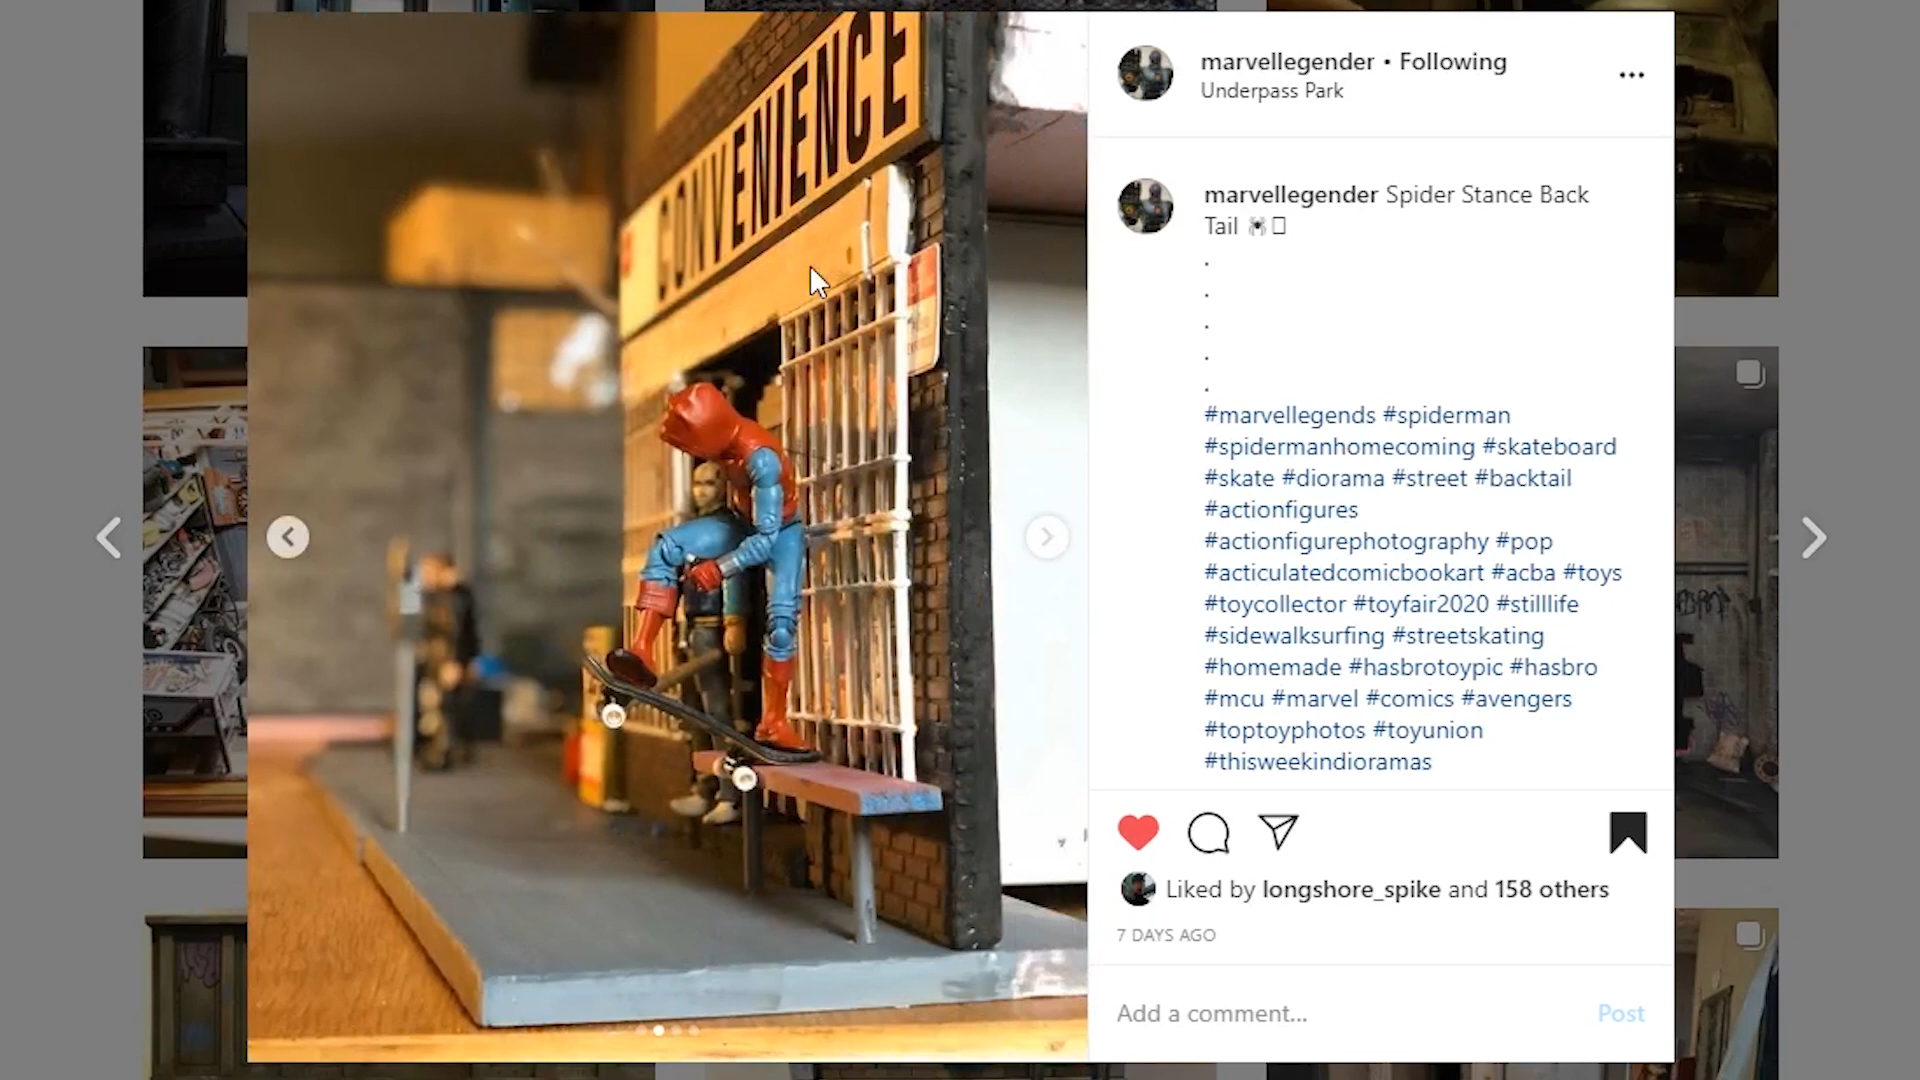 CONVENIENCE
marvellegender • Following
Underpass Park
marvellegender Spider Stance Back
Tail 🕷
.
.
.
.
.
#marvellegends #spiderman
#spidermanhomecoming #skateboard
#skate #diorama #street #backtail
#actionfigures
#actionfigurephotography #pop
#acticulatedcomicbookart #acba #toys
#toycollector #toyfair2020 #stilllife
#sidewalksurfing #streetskating
#homemade #hasbrotoypic #hasbro
#mcu #marvel #comics #avengers
#toptoyphotos #toyunion
#thisweekindioramas
Liked by longshore_spike and 158 others
7 DAYS AGO
Add a comment...
Post